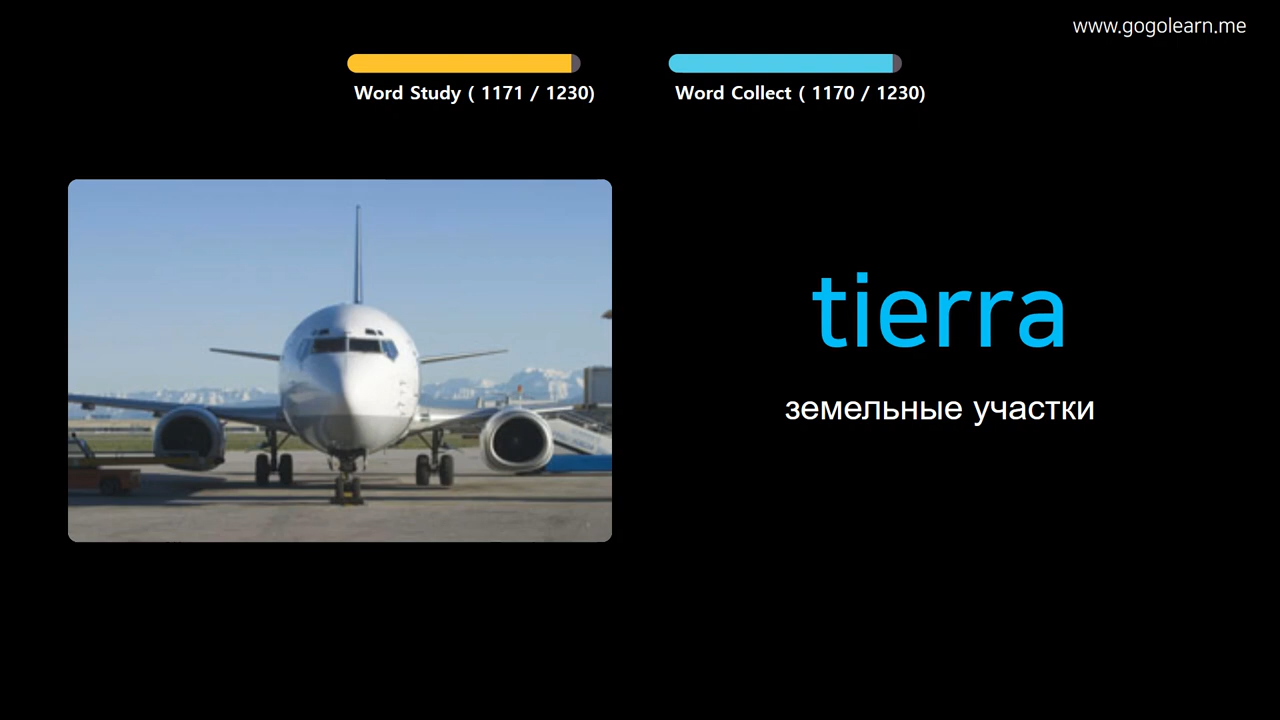 www.gogolearn.me
Word Study ( 1171 / 1230)
Word Collect ( 1170 / 1230)
tierra
земельные участки